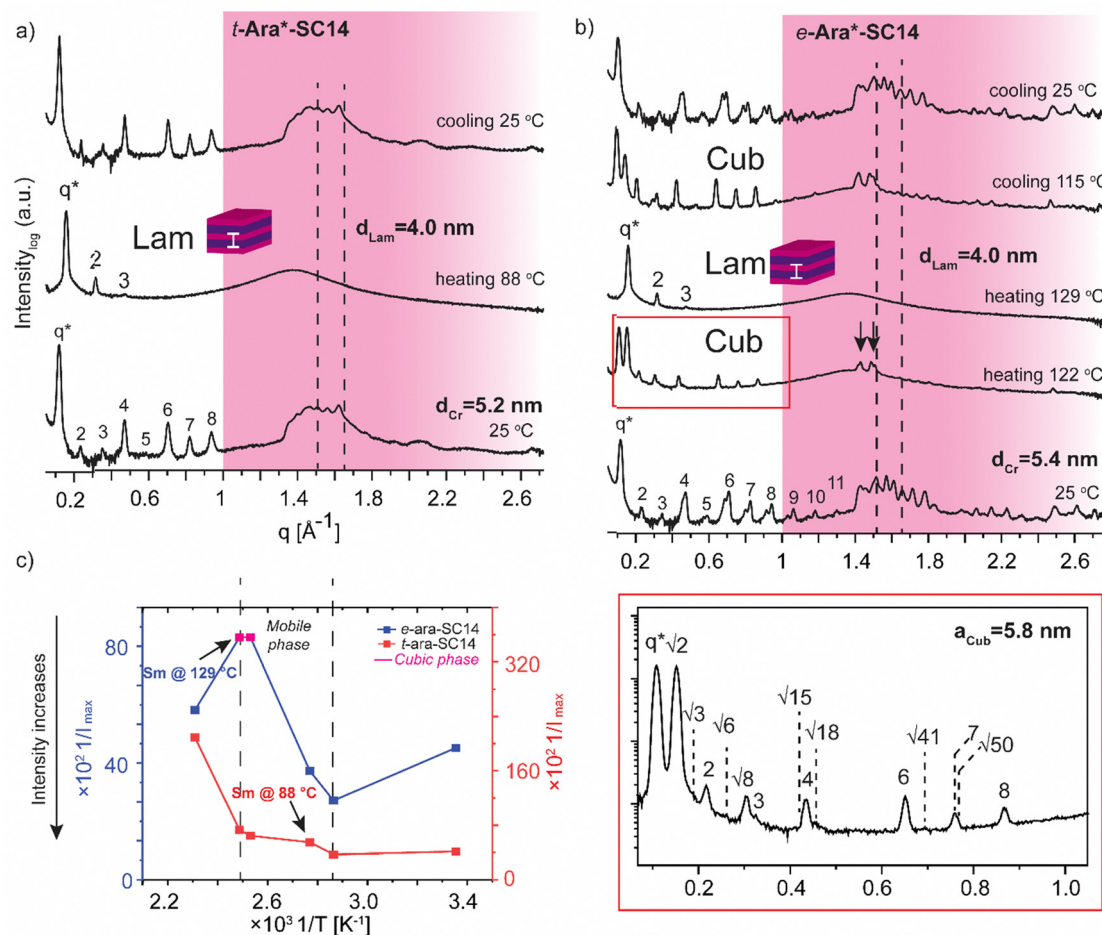 a)
t-Ara*-SC14
cooling 25 °C
q*
Lam
d_Lam=4.0 nm
2
3
heating 88 °C
q*
d_Cr=5.2 nm
2 3 4 5 6 7 8
25 °C
Intensity_log (a.u.)
0.2 0.6 1 1.4 1.8 2.2 2.6
q [Å⁻¹]
b)
e-Ara*-SC14
cooling 25 °C
Cub
cooling 115 °C
q*
Lam
d_Lam=4.0 nm
2
3
heating 129 °C
Cub
heating 122 °C
q*
d_Cr=5.4 nm
2 3 4 5 6 7 8 9 10 11
25 °C
0.2 0.6 1 1.4 1.8 2.2 2.6
c)
Intensity increases
×10² 1/I_max
80
40
0
Mobile
phase
e-ara-SC14
t-ara-SC14
Cubic phase
Sm @ 129 °C
Sm @ 88 °C
360
160
0
×10² 1/I_max
2.2 2.6 3.0 3.4
×10³ 1/T [K⁻¹]
a_Cub=5.8 nm
q* √2
√3 2 √6 √8 3 √15 4 √18 6 √41 7 √50 8
0.2 0.4 0.6 0.8 1.0